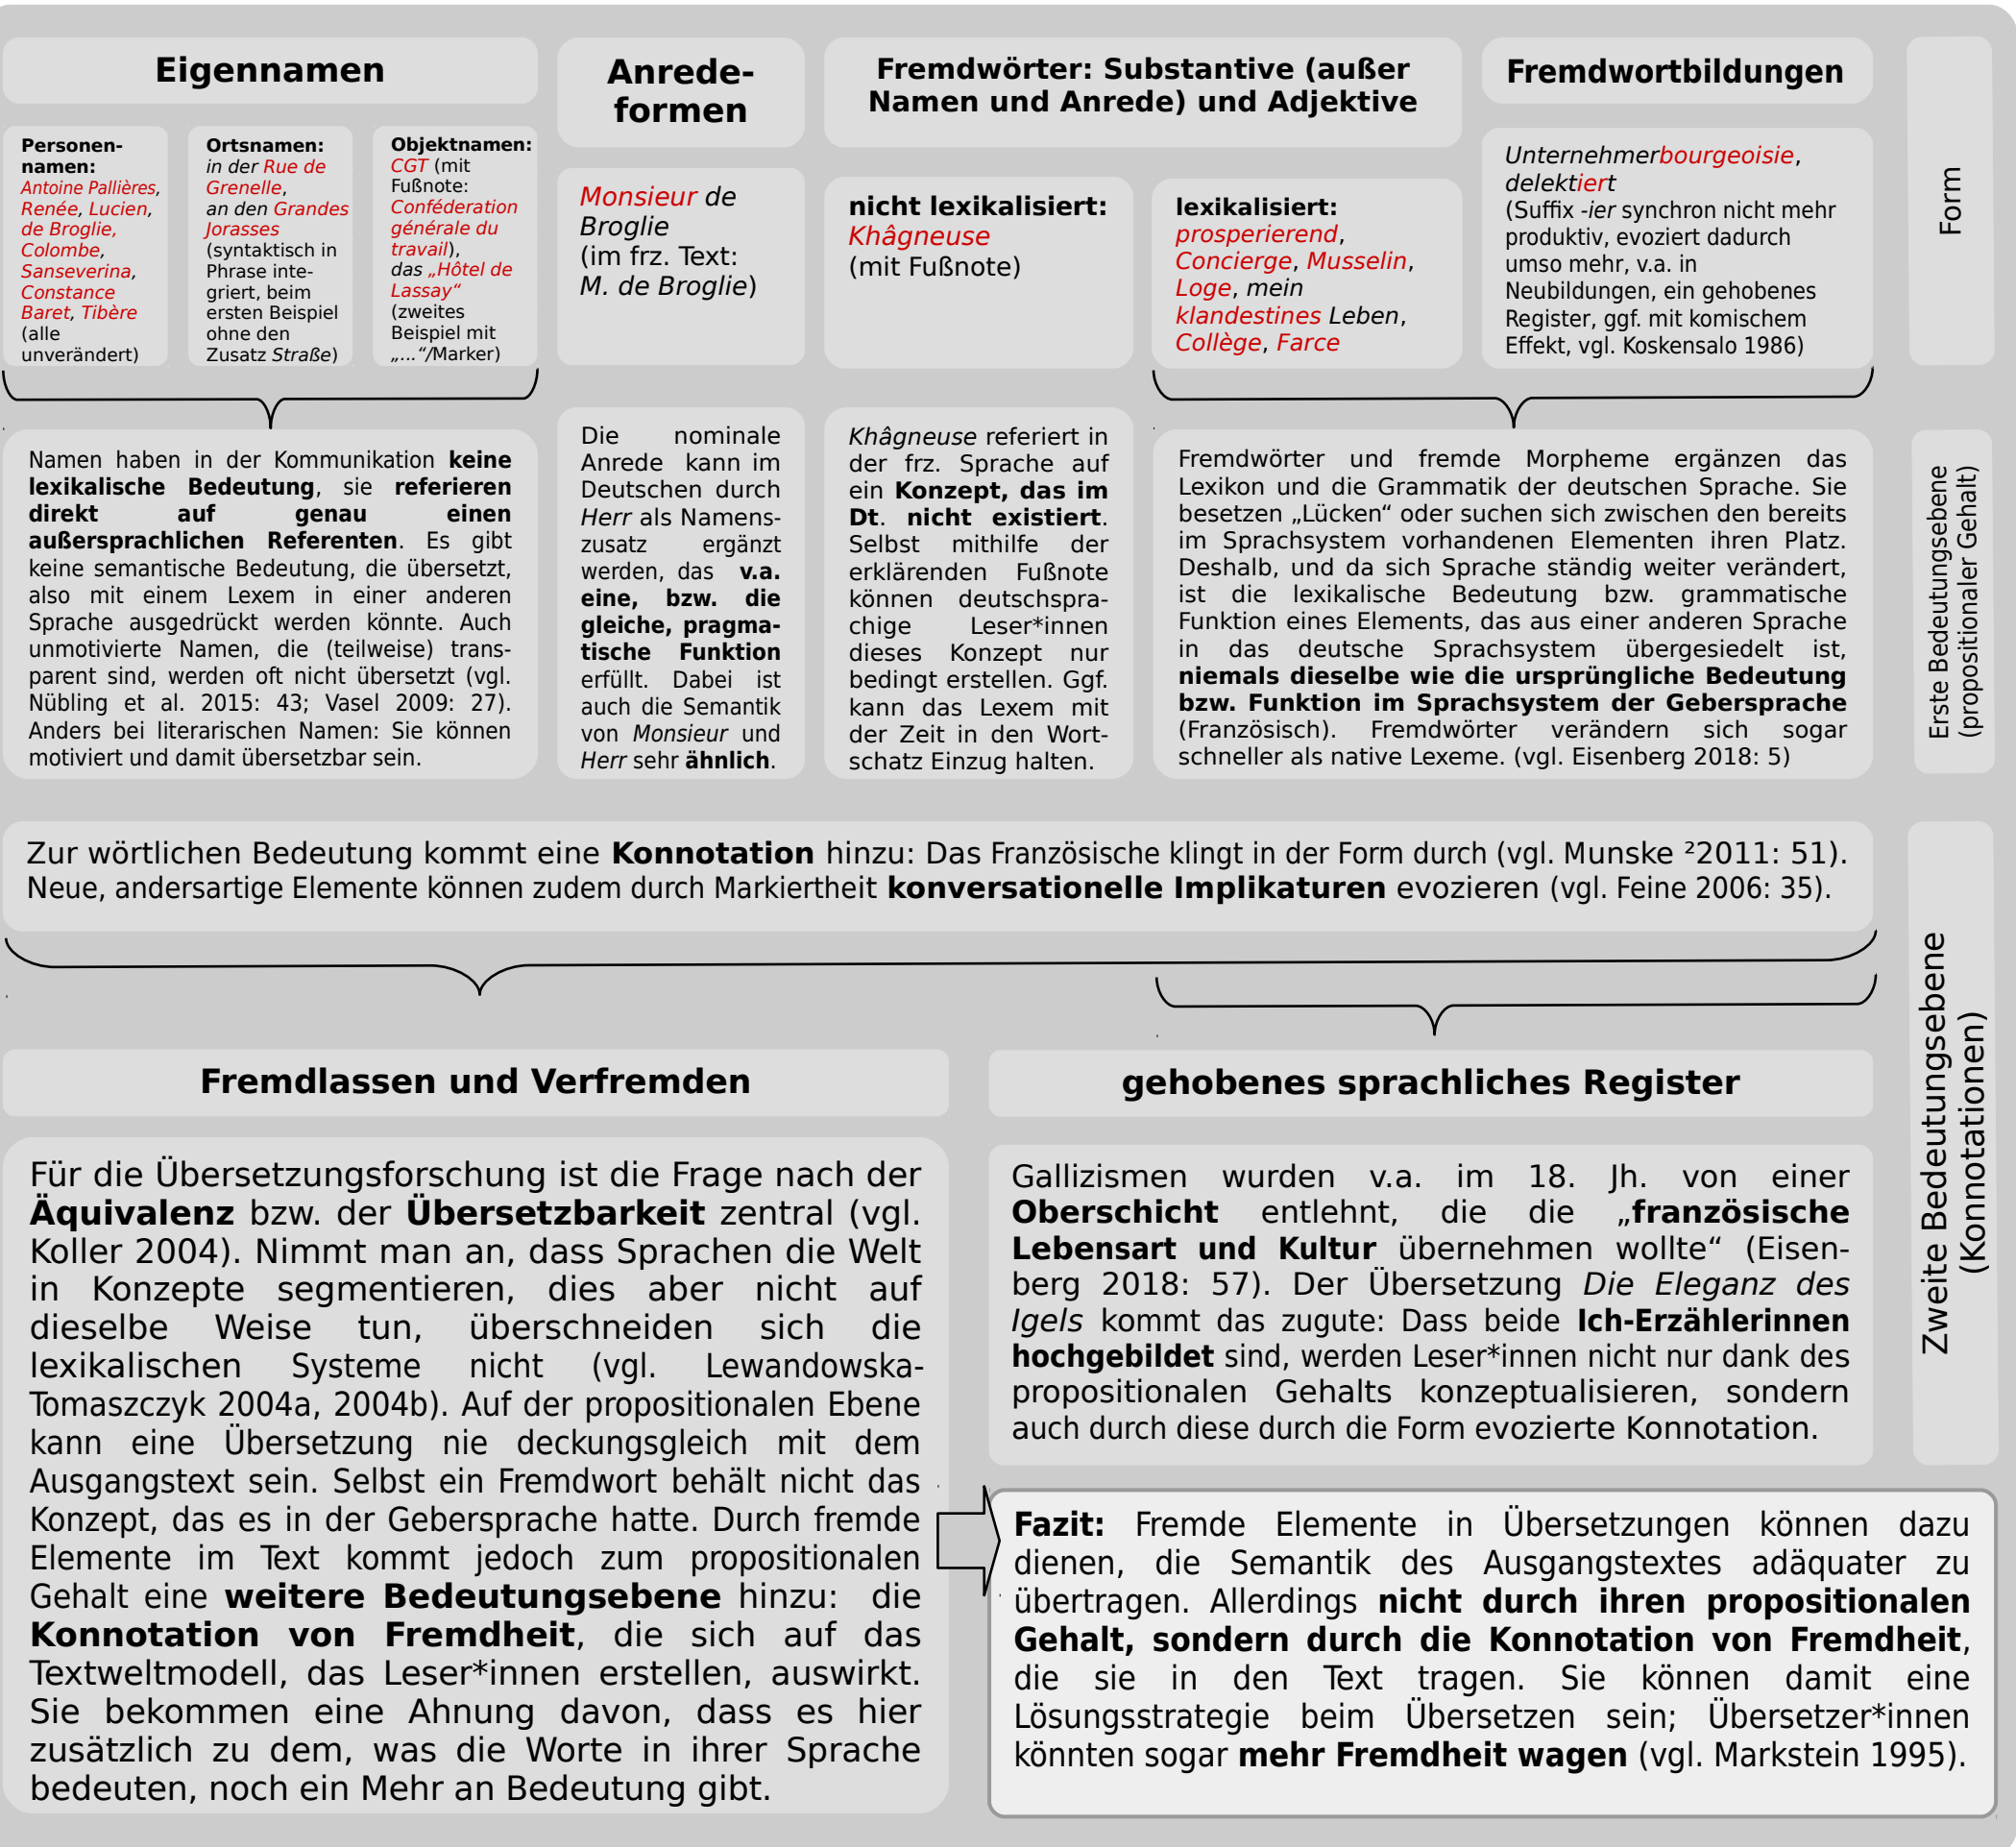 Eigennamen
Personen-
namen:
Antoine Pallières,
Renée, Lucien,
de Broglie,
Colombe,
Sanseverina,
Constance
Baret, Tibère
(alle
unverändert)
Ortsnamen:
in der Rue de
Grenelle,
an den Grandes
Jorasses
(syntaktisch in
Phrase inte-
griert, beim
ersten Beispiel
ohne den
Zusatz Straße)
Objektnamen:
CGT (mit
Fußnote:
Conféderation
générale du
travail),
das „Hôtel de
Lassay“
(zweites
Beispiel mit
„...“/Marker)
Anrede-
formen
Monsieur de
Broglie
(im frz. Text:
M. de Broglie)
Fremdwörter: Substantive (außer
Namen und Anrede) und Adjektive
nicht lexikalisiert:
Khâgneuse
(mit Fußnote)
lexikalisiert:
prosperierend,
Concierge, Musselin,
Loge, mein
klandestines Leben,
Collège, Farce
Fremdwortbildungen
Unternehmerbourgeoisie,
delektiert
(Suffix -ier synchron nicht mehr
produktiv, evoziert dadurch
umso mehr, v.a. in
Neubildungen, ein gehobenes
Register, ggf. mit komischem
Effekt, vgl. Koskensalo 1986)
Form
Namen haben in der Kommunikation keine
lexikalische Bedeutung, sie referieren
direkt auf genau einen
außersprachlichen Referenten. Es gibt
keine semantische Bedeutung, die übersetzt,
also mit einem Lexem in einer anderen
Sprache ausgedrückt werden könnte. Auch
unmotivierte Namen, die (teilweise) trans-
parent sind, werden oft nicht übersetzt (vgl.
Nübling et al. 2015: 43; Vasel 2009: 27).
Anders bei literarischen Namen: Sie können
motiviert und damit übersetzbar sein.
Die nominale
Anrede kann im
Deutschen durch
Herr als Namens-
zusatz ergänzt
werden, das v.a.
eine, bzw. die
gleiche, pragma-
tische Funktion
erfüllt. Dabei ist
auch die Semantik
von Monsieur und
Herr sehr ähnlich.
Khâgneuse referiert in
der frz. Sprache auf
ein Konzept, das im
Dt. nicht existiert.
Selbst mithilfe der
erklärenden Fußnote
können deutschspra-
chige Leser*innen
dieses Konzept nur
bedingt erstellen. Ggf.
kann das Lexem mit
der Zeit in den Wort-
schatz Einzug halten.
Fremdwörter und fremde Morpheme ergänzen das
Lexikon und die Grammatik der deutschen Sprache. Sie
besetzen „Lücken“ oder suchen sich zwischen den bereits
im Sprachsystem vorhandenen Elementen ihren Platz.
Deshalb, und da sich Sprache ständig weiter verändert,
ist die lexikalische Bedeutung bzw. grammatische
Funktion eines Elements, das aus einer anderen Sprache
in das deutsche Sprachsystem übergesiedelt ist,
niemals dieselbe wie die ursprüngliche Bedeutung
bzw. Funktion im Sprachsystem der Gebersprache
(Französisch). Fremdwörter verändern sich sogar
schneller als native Lexeme. (vgl. Eisenberg 2018: 5)
Erste Bedeutungsebene
(propositionaler Gehalt)
Zur wörtlichen Bedeutung kommt eine Konnotation hinzu: Das Französische klingt in der Form durch (vgl. Munske ²2011: 51).
Neue, andersartige Elemente können zudem durch Markiertheit konversationelle Implikaturen evozieren (vgl. Feine 2006: 35).
Zweite Bedeutungsebene
(Konnotationen)
Fremdlassen und Verfremden
Für die Übersetzungsforschung ist die Frage nach der
Äquivalenz bzw. der Übersetzbarkeit zentral (vgl.
Koller 2004). Nimmt man an, dass Sprachen die Welt
in Konzepte segmentieren, dies aber nicht auf
dieselbe Weise tun, überschneiden sich die
lexikalischen Systeme nicht (vgl. Lewandowska-
Tomaszczyk 2004a, 2004b). Auf der propositionalen Ebene
kann eine Übersetzung nie deckungsgleich mit dem
Ausgangstext sein. Selbst ein Fremdwort behält nicht das
Konzept, das es in der Gebersprache hatte. Durch fremde
Elemente im Text kommt jedoch zum propositionalen
Gehalt eine weitere Bedeutungsebene hinzu: die
Konnotation von Fremdheit, die sich auf das
Textweltmodell, das Leser*innen erstellen, auswirkt.
Sie bekommen eine Ahnung davon, dass es hier
zusätzlich zu dem, was die Worte in ihrer Sprache
bedeuten, noch ein Mehr an Bedeutung gibt.
gehobenes sprachliches Register
Gallizismen wurden v.a. im 18. Jh. von einer
Oberschicht entlehnt, die die „französische
Lebensart und Kultur übernehmen wollte“ (Eisen-
berg 2018: 57). Der Übersetzung Die Eleganz des
Igels kommt das zugute: Dass beide Ich-Erzählerinnen
hochgebildet sind, werden Leser*innen nicht nur dank des
propositionalen Gehalts konzeptualisieren, sondern
auch durch diese durch die Form evozierte Konnotation.
Fazit: Fremde Elemente in Übersetzungen können dazu
dienen, die Semantik des Ausgangstextes adäquater zu
übertragen. Allerdings nicht durch ihren propositionalen
Gehalt, sondern durch die Konnotation von Fremdheit,
die sie in den Text tragen. Sie können damit eine
Lösungsstrategie beim Übersetzen sein; Übersetzer*innen
könnten sogar mehr Fremdheit wagen (vgl. Markstein 1995).